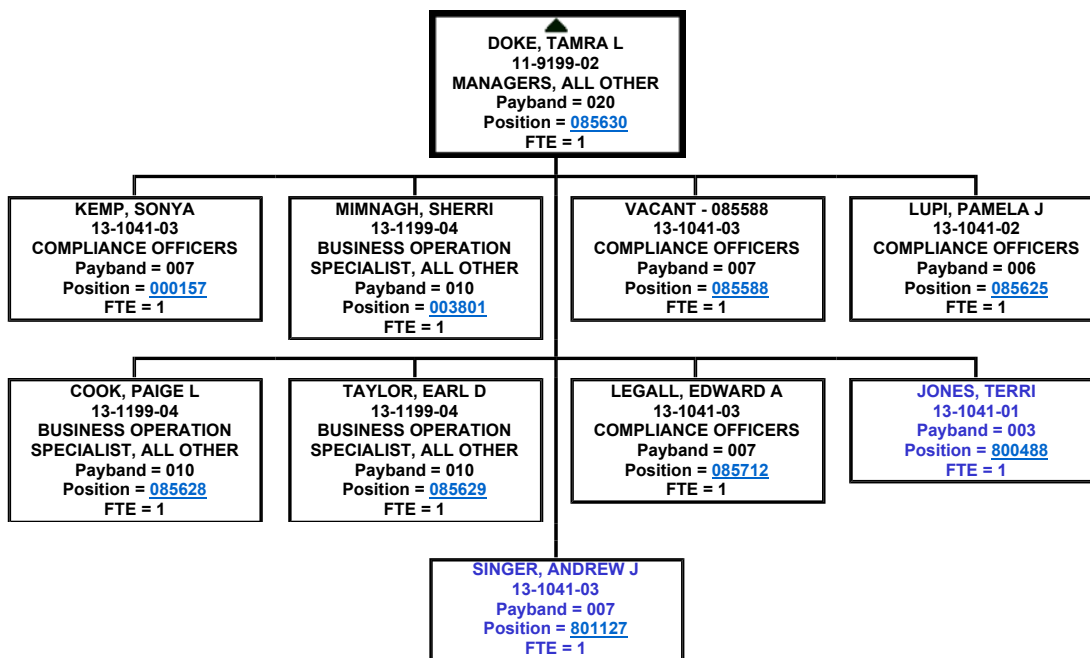 DOKE, TAMRA L
11-9199-02
MANAGERS, ALL OTHER
Payband = 020
Position = 085630
FTE = 1
KEMP, SONYA
13-1041-03
COMPLIANCE OFFICERS
Payband = 007
Position = 000157
FTE = 1
MIMNAGH, SHERRI
13-1199-04
BUSINESS OPERATION
SPECIALIST, ALL OTHER
Payband = 010
Position = 003801
FTE = 1
VACANT - 085588
13-1041-03
COMPLIANCE OFFICERS
Payband = 007
Position = 085588
FTE = 1
LUPI, PAMELA J
13-1041-02
COMPLIANCE OFFICERS
Payband = 006
Position = 085625
FTE = 1
COOK, PAIGE L
13-1199-04
BUSINESS OPERATION
SPECIALIST, ALL OTHER
Payband = 010
Position = 085628
FTE = 1
TAYLOR, EARL D
13-1199-04
BUSINESS OPERATION
SPECIALIST, ALL OTHER
Payband = 010
Position = 085629
FTE = 1
LEGALL, EDWARD A
13-1041-03
COMPLIANCE OFFICERS
Payband = 007
Position = 085712
FTE = 1
JONES, TERRI
13-1041-01
Payband = 003
Position = 800488
FTE = 1
SINGER, ANDREW J
13-1041-03
Payband = 007
Position = 801127
FTE = 1